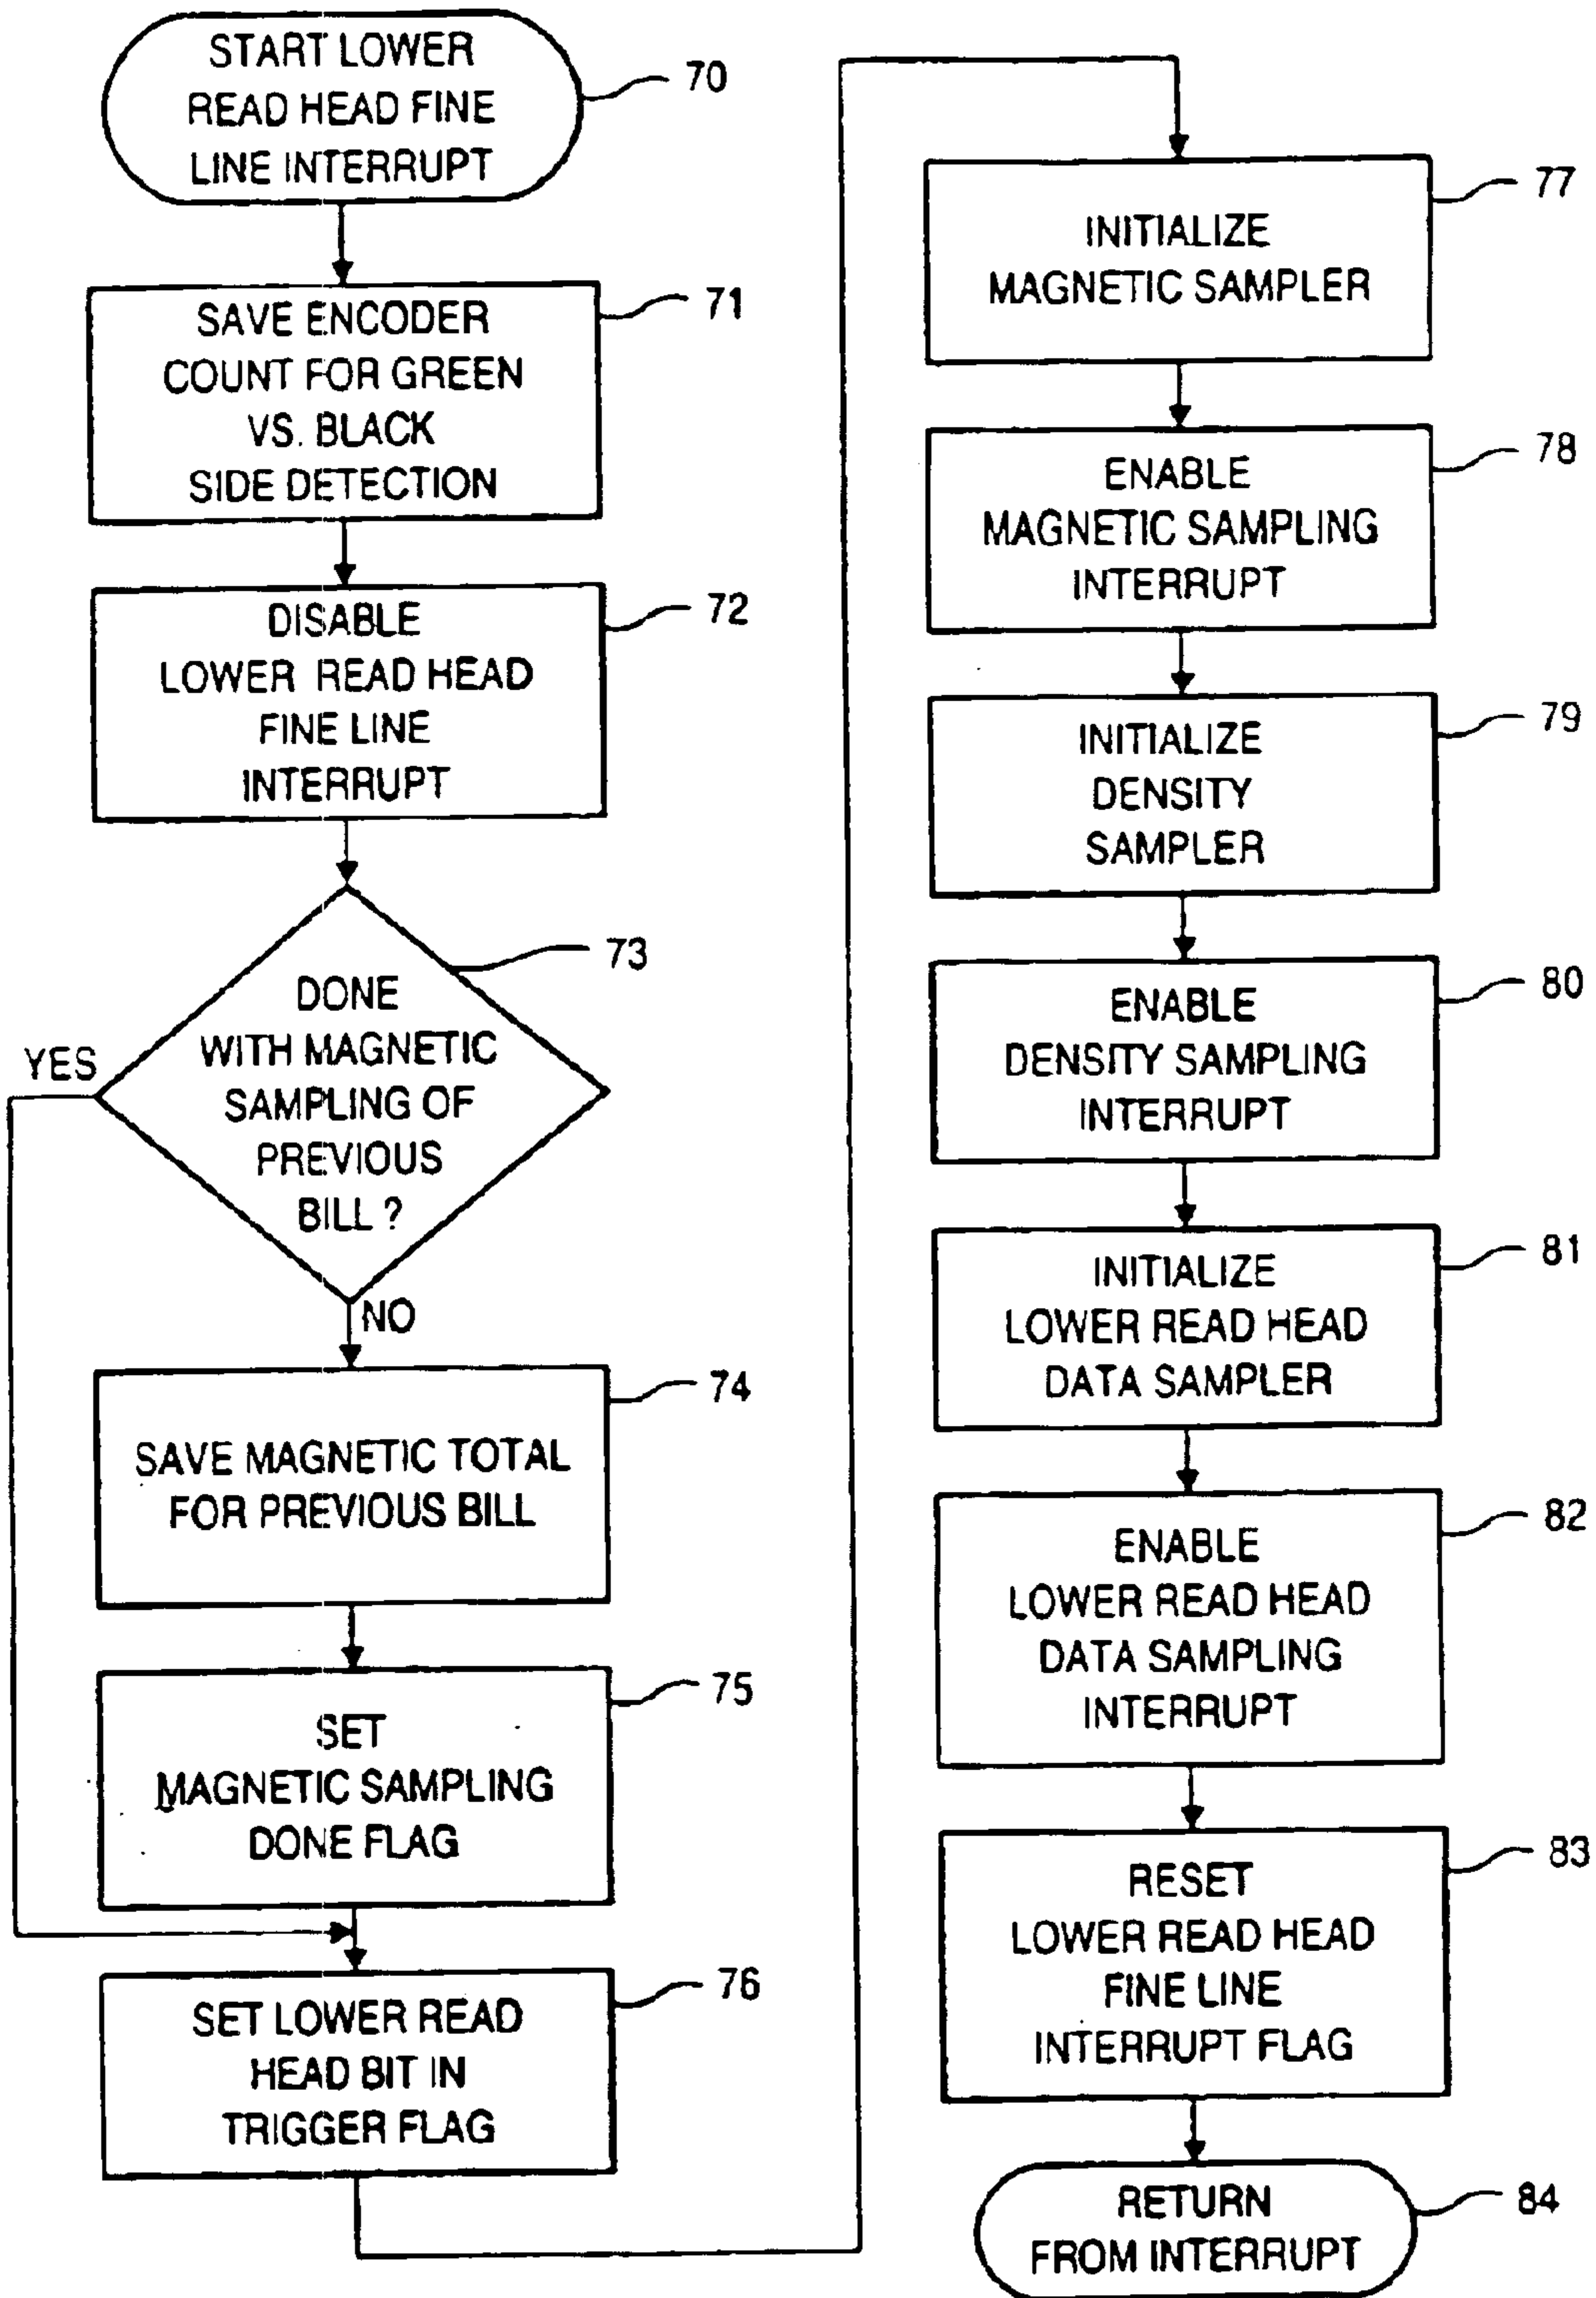 START LOWER
READ HEAD FINE
LINE INTERRUPT
70
SAVE ENCODER
COUNT FOR GREEN
VS. BLACK
SIDE DETECTION
71
DISABLE
LOWER READ HEAD
FINE LINE
INTERRUPT
72
DONE
WITH MAGNETIC
SAMPLING OF
PREVIOUS
BILL ?
73
YES
NO
SAVE MAGNETIC TOTAL
FOR PREVIOUS BILL
74
SET
MAGNETIC SAMPLING
DONE FLAG
75
SET LOWER READ
HEAD BIT IN
TRIGGER FLAG
76
INITIALIZE
MAGNETIC SAMPLER
77
ENABLE
MAGNETIC SAMPLING
INTERRUPT
78
INITIALIZE
DENSITY
SAMPLER
79
ENABLE
DENSITY SAMPLING
INTERRUPT
80
INITIALIZE
LOWER READ HEAD
DATA SAMPLER
81
ENABLE
LOWER READ HEAD
DATA SAMPLING
INTERRUPT
82
RESET
LOWER READ HEAD
FINE LINE
INTERRUPT FLAG
83
RETURN
FROM INTERRUPT
84